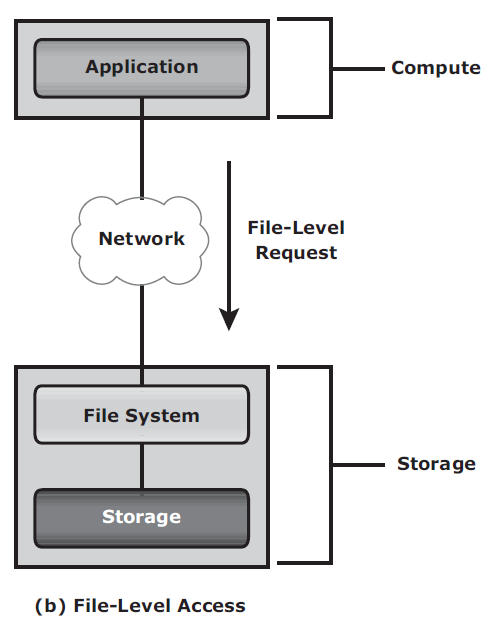 Application
Compute
Network
File-Level
Request
File System
Storage
Storage
(b) File-Level Access